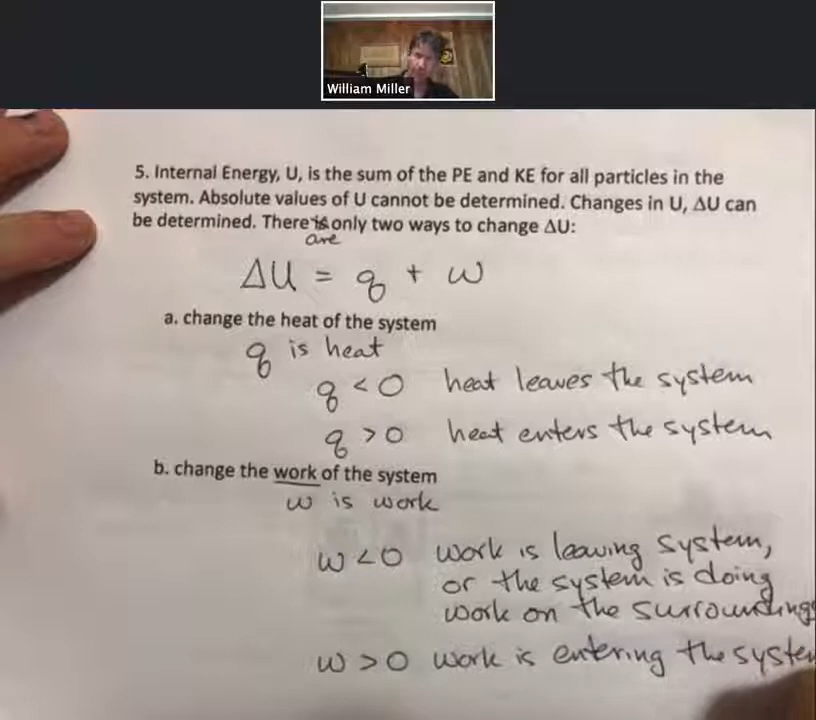 William Miller
5. Internal Energy, U, is the sum of the PE and KE for all particles in the
system. Absolute values of U cannot be determined. Changes in U, ΔU can
be determined. There is only two ways to change ΔU:
are
ΔU = q + w
a. change the heat of the system
q is heat
q < 0 heat leaves the system
q > 0 heat enters the system
b. change the work of the system
w is work
w < 0 work is leaving system,
or the system is doing
work on the surroundings
w > 0 work is entering the system